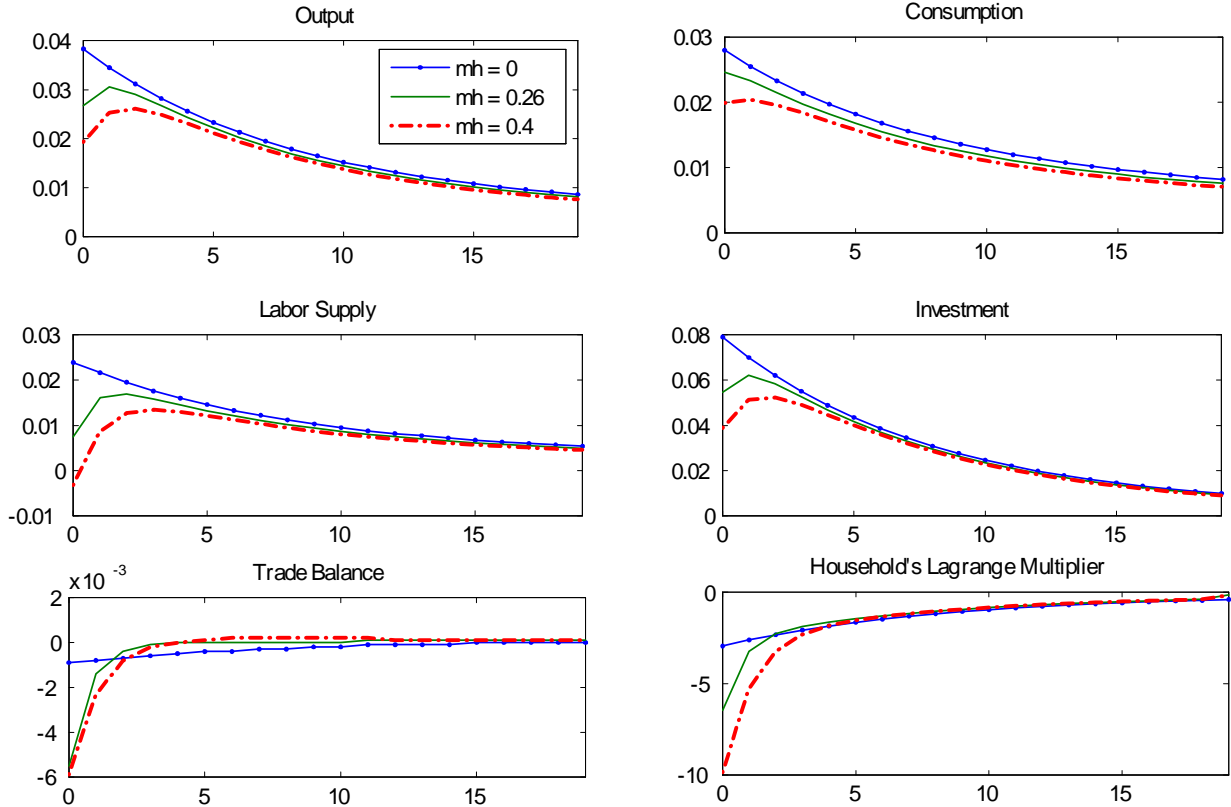 Output
0.04
0.03
0.02
0.01
0
0 5 10 15
mh = 0
mh = 0.26
mh = 0.4
Consumption
0.03
0.02
0.01
0
0 5 10 15
Labor Supply
0.03
0.02
0.01
0
-0.01
0 5 10 15
Investment
0.08
0.06
0.04
0.02
0
0 5 10 15
Trade Balance
x 10 -3
2
0
-2
-4
-6
0 5 10 15
Household's Lagrange Multiplier
0
-5
-10
0 5 10 15